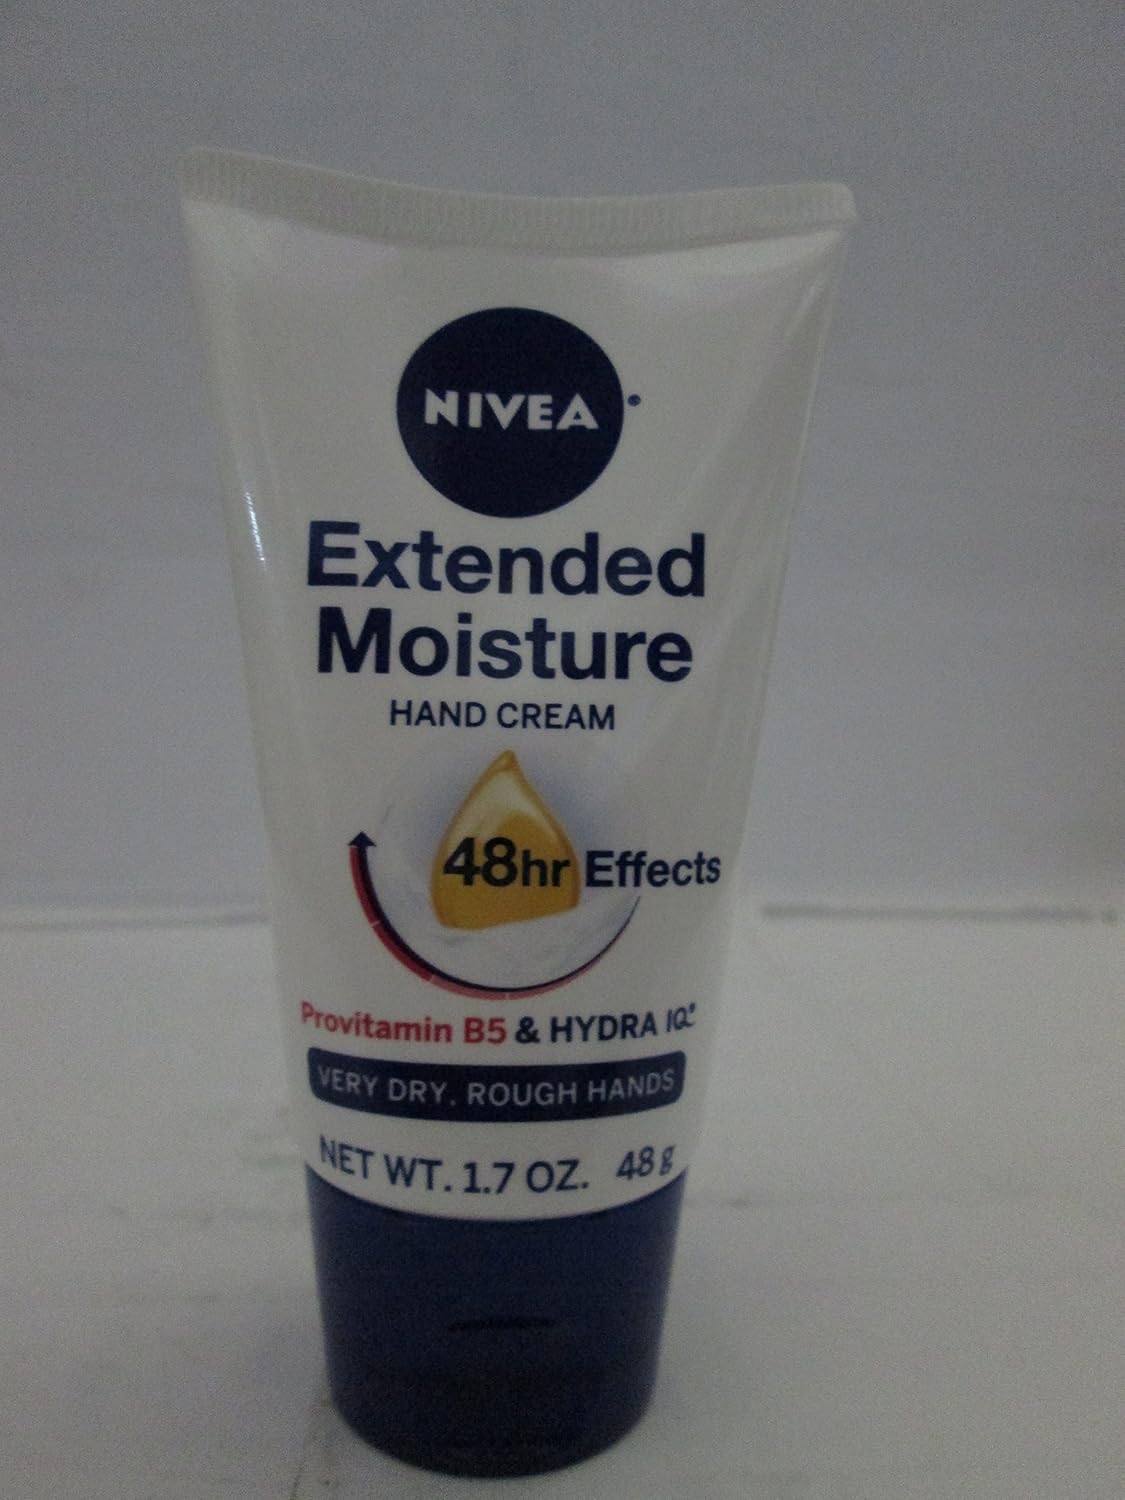 NIVEA®
Extended
Moisture
HAND CREAM
48hr Effects
Provitamin B5 & HYDRA IQ™
VERY DRY, ROUGH HANDS
NET WT. 1.7 OZ. 48 g